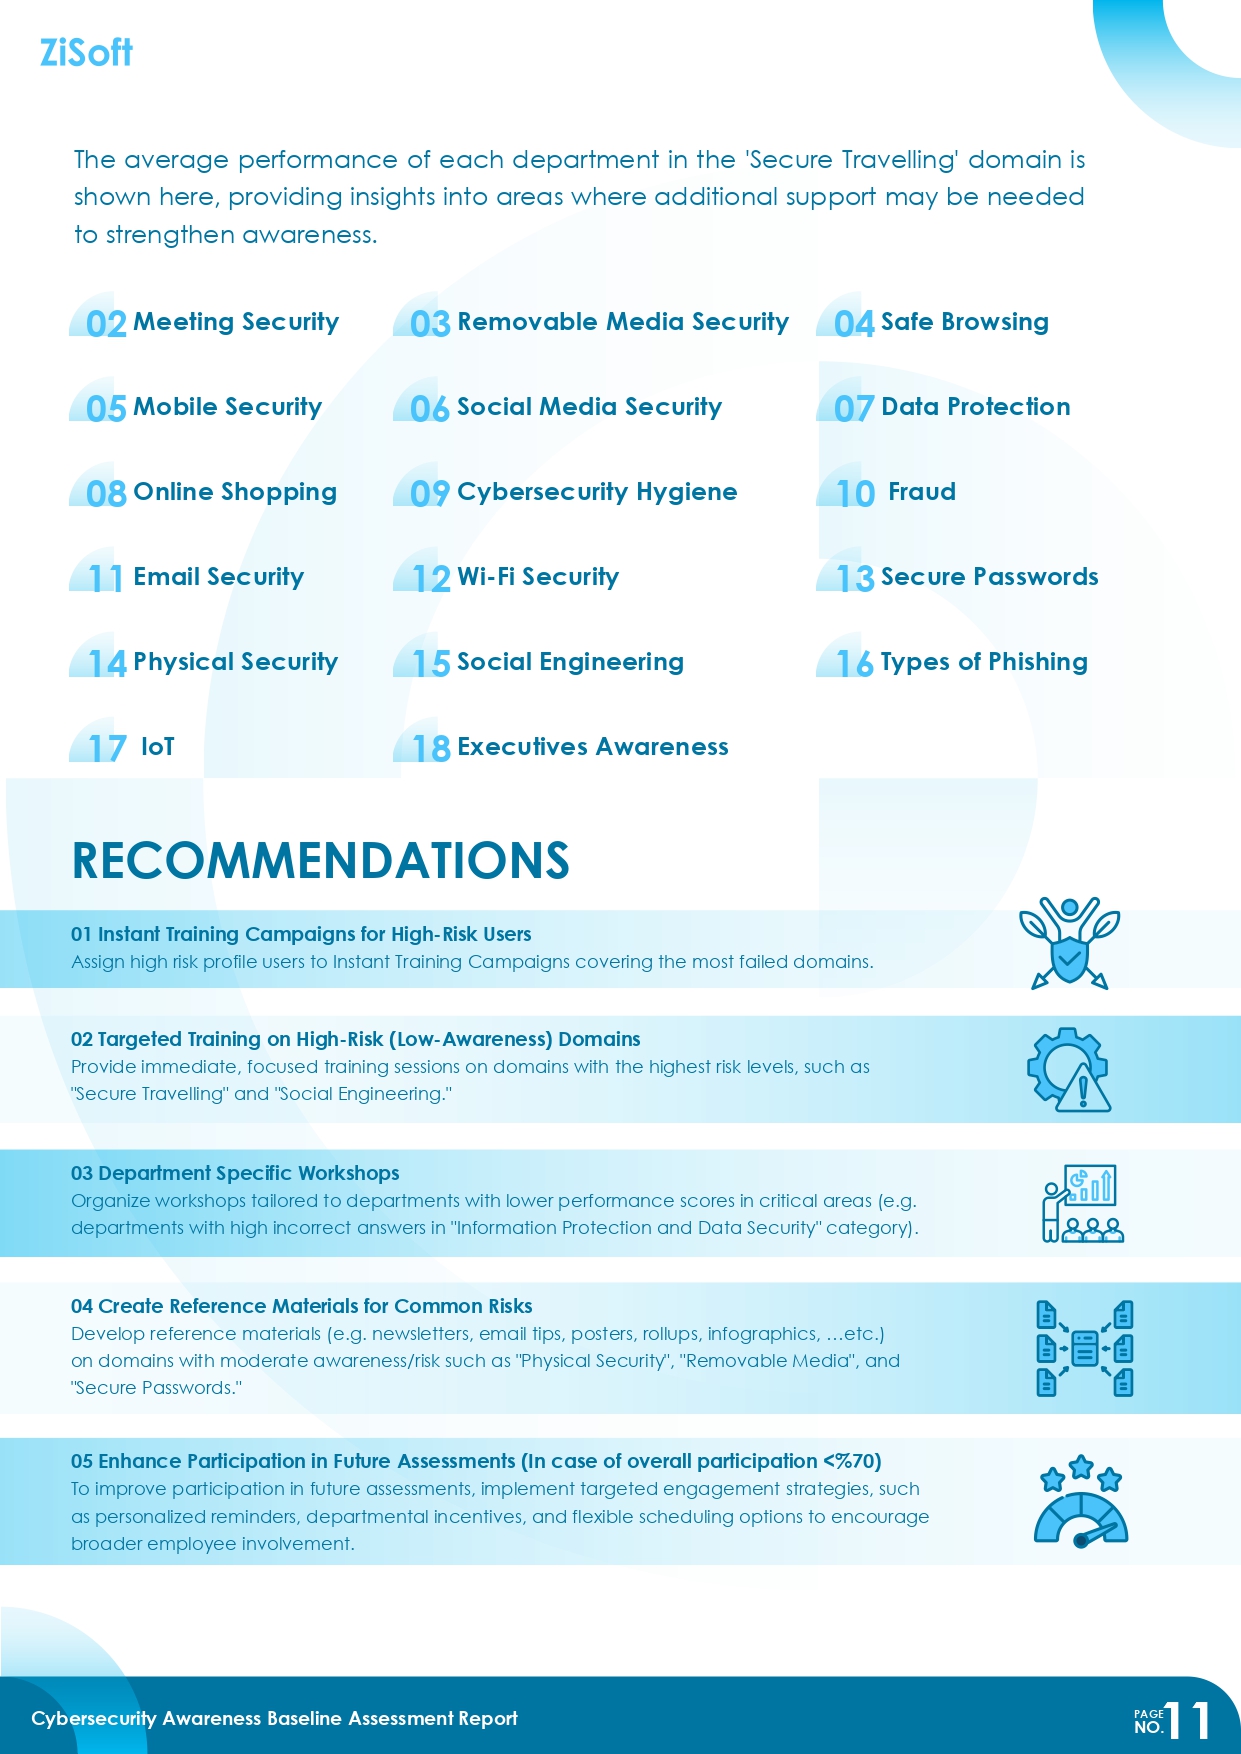 ZiSoft
The average performance of each department in the 'Secure Travelling' domain is
shown here, providing insights into areas where additional support may be needed
to strengthen awareness.
02 Meeting Security
03 Removable Media Security
04 Safe Browsing
05 Mobile Security
06 Social Media Security
07 Data Protection
08 Online Shopping
09 Cybersecurity Hygiene
10 Fraud
11 Email Security
12 Wi-Fi Security
13 Secure Passwords
14 Physical Security
15 Social Engineering
16 Types of Phishing
17 IoT
18 Executives Awareness
RECOMMENDATIONS
01 Instant Training Campaigns for High-Risk Users
Assign high risk profile users to Instant Training Campaigns covering the most failed domains.
02 Targeted Training on High-Risk (Low-Awareness) Domains
Provide immediate, focused training sessions on domains with the highest risk levels, such as
"Secure Travelling" and "Social Engineering."
03 Department Specific Workshops
Organize workshops tailored to departments with lower performance scores in critical areas (e.g.
departments with high incorrect answers in "Information Protection and Data Security" category).
04 Create Reference Materials for Common Risks
Develop reference materials (e.g. newsletters, email tips, posters, rollups, infographics, ...etc.)
on domains with moderate awareness/risk such as "Physical Security", "Removable Media", and
"Secure Passwords."
05 Enhance Participation in Future Assessments (In case of overall participation <%70)
To improve participation in future assessments, implement targeted engagement strategies, such
as personalized reminders, departmental incentives, and flexible scheduling options to encourage
broader employee involvement.
Cybersecurity Awareness Baseline Assessment Report
PAGE NO. 11